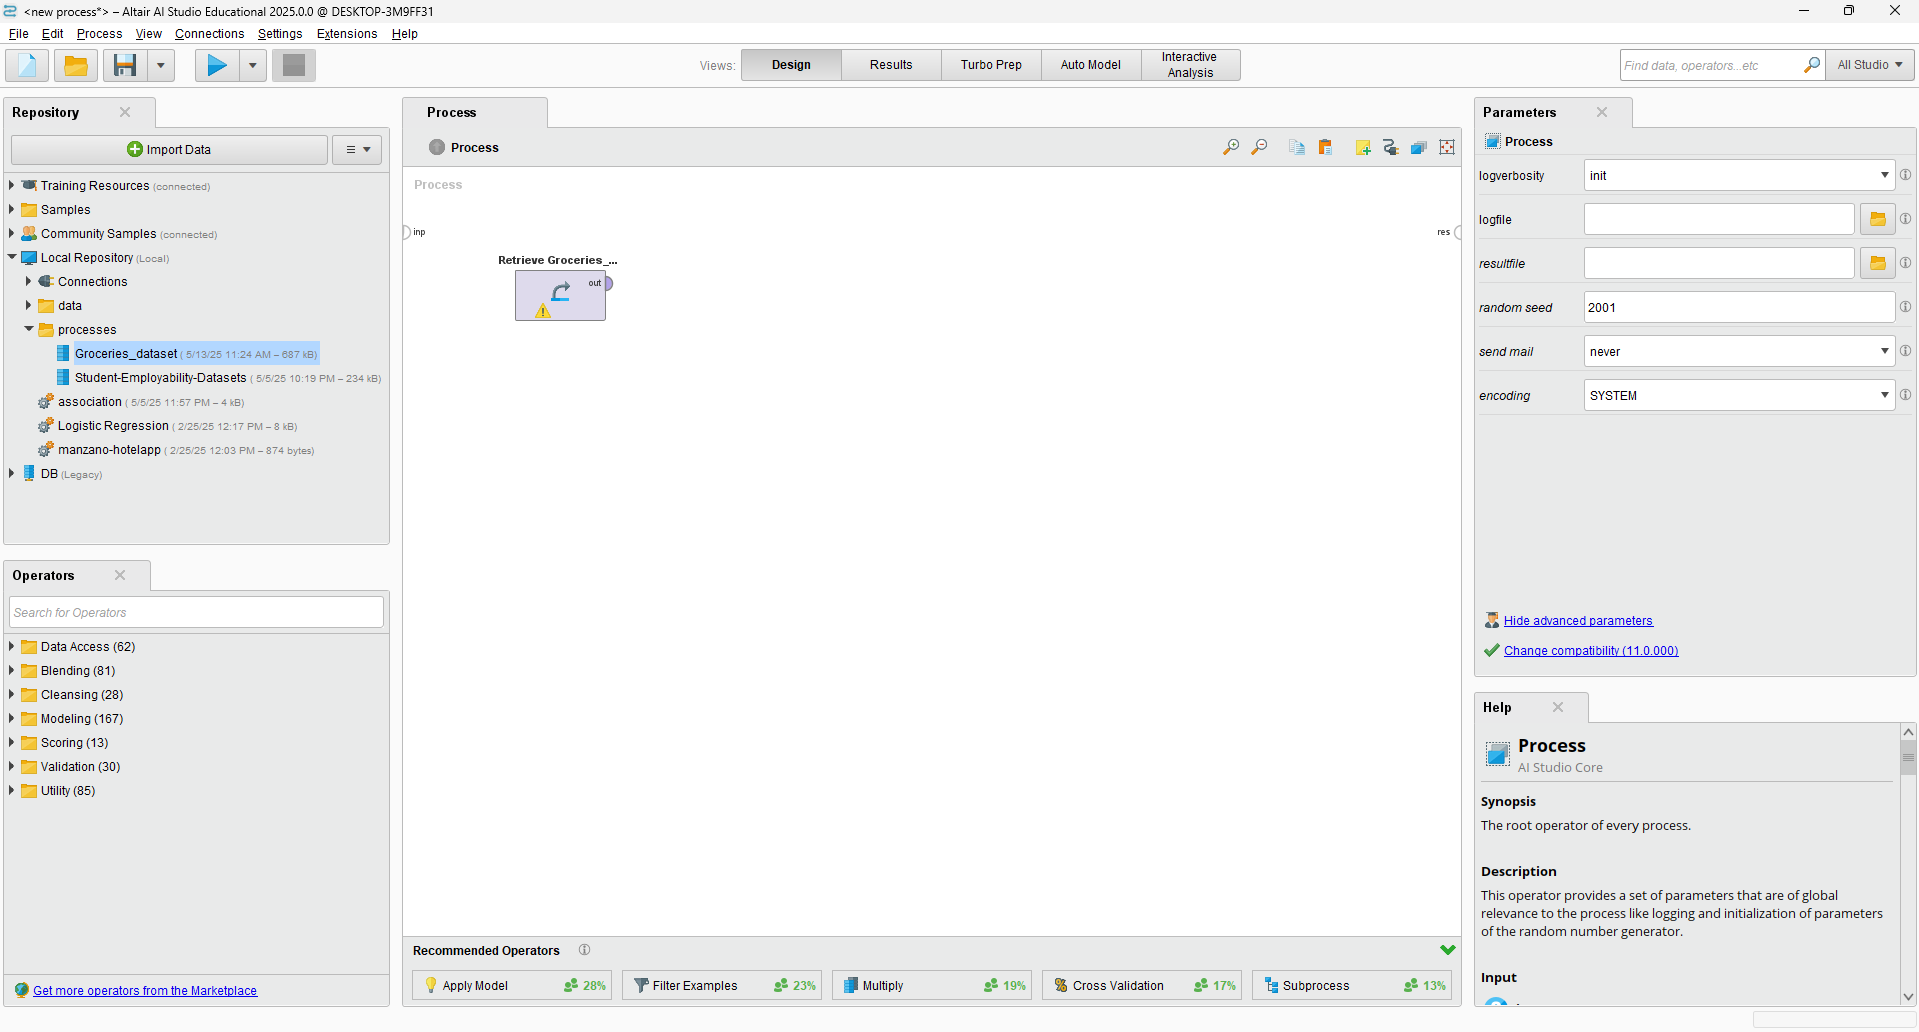 <new process*> – Altair AI Studio Educational 2025.0.0 @ DESKTOP-3M9FF31
File Edit Process View Connections Settings Extensions Help
Views: Design Results Turbo Prep Auto Model Interactive Analysis
Find data, operators...etc All Studio
Repository
Import Data
Training Resources (connected)
Samples
Community Samples (connected)
Local Repository (Local)
Connections
data
processes
Groceries_dataset ( 5/13/25 11:24 AM – 687 kB)
Student-Employability-Datasets ( 5/5/25 10:19 PM – 234 kB)
association ( 5/5/25 11:57 PM – 4 kB)
Logistic Regression ( 2/25/25 12:17 PM – 8 kB)
manzano-hotelapp ( 2/25/25 12:03 PM – 874 bytes)
DB (Legacy)
Operators
Search for Operators
Data Access (62)
Blending (81)
Cleansing (28)
Modeling (167)
Scoring (13)
Validation (30)
Utility (85)
Get more operators from the Marketplace
Process
Process
Process
inp
res
Retrieve Groceries_...
out
Recommended Operators
Apply Model 28%
Filter Examples 23%
Multiply 19%
Cross Validation 17%
Subprocess 13%
Parameters
Process
logverbosity init
logfile
resultfile
random seed 2001
send mail never
encoding SYSTEM
Hide advanced parameters
Change compatibility (11.0.000)
Help
Process
AI Studio Core
Synopsis
The root operator of every process.
Description
This operator provides a set of parameters that are of global
relevance to the process like logging and initialization of parameters
of the random number generator.
Input